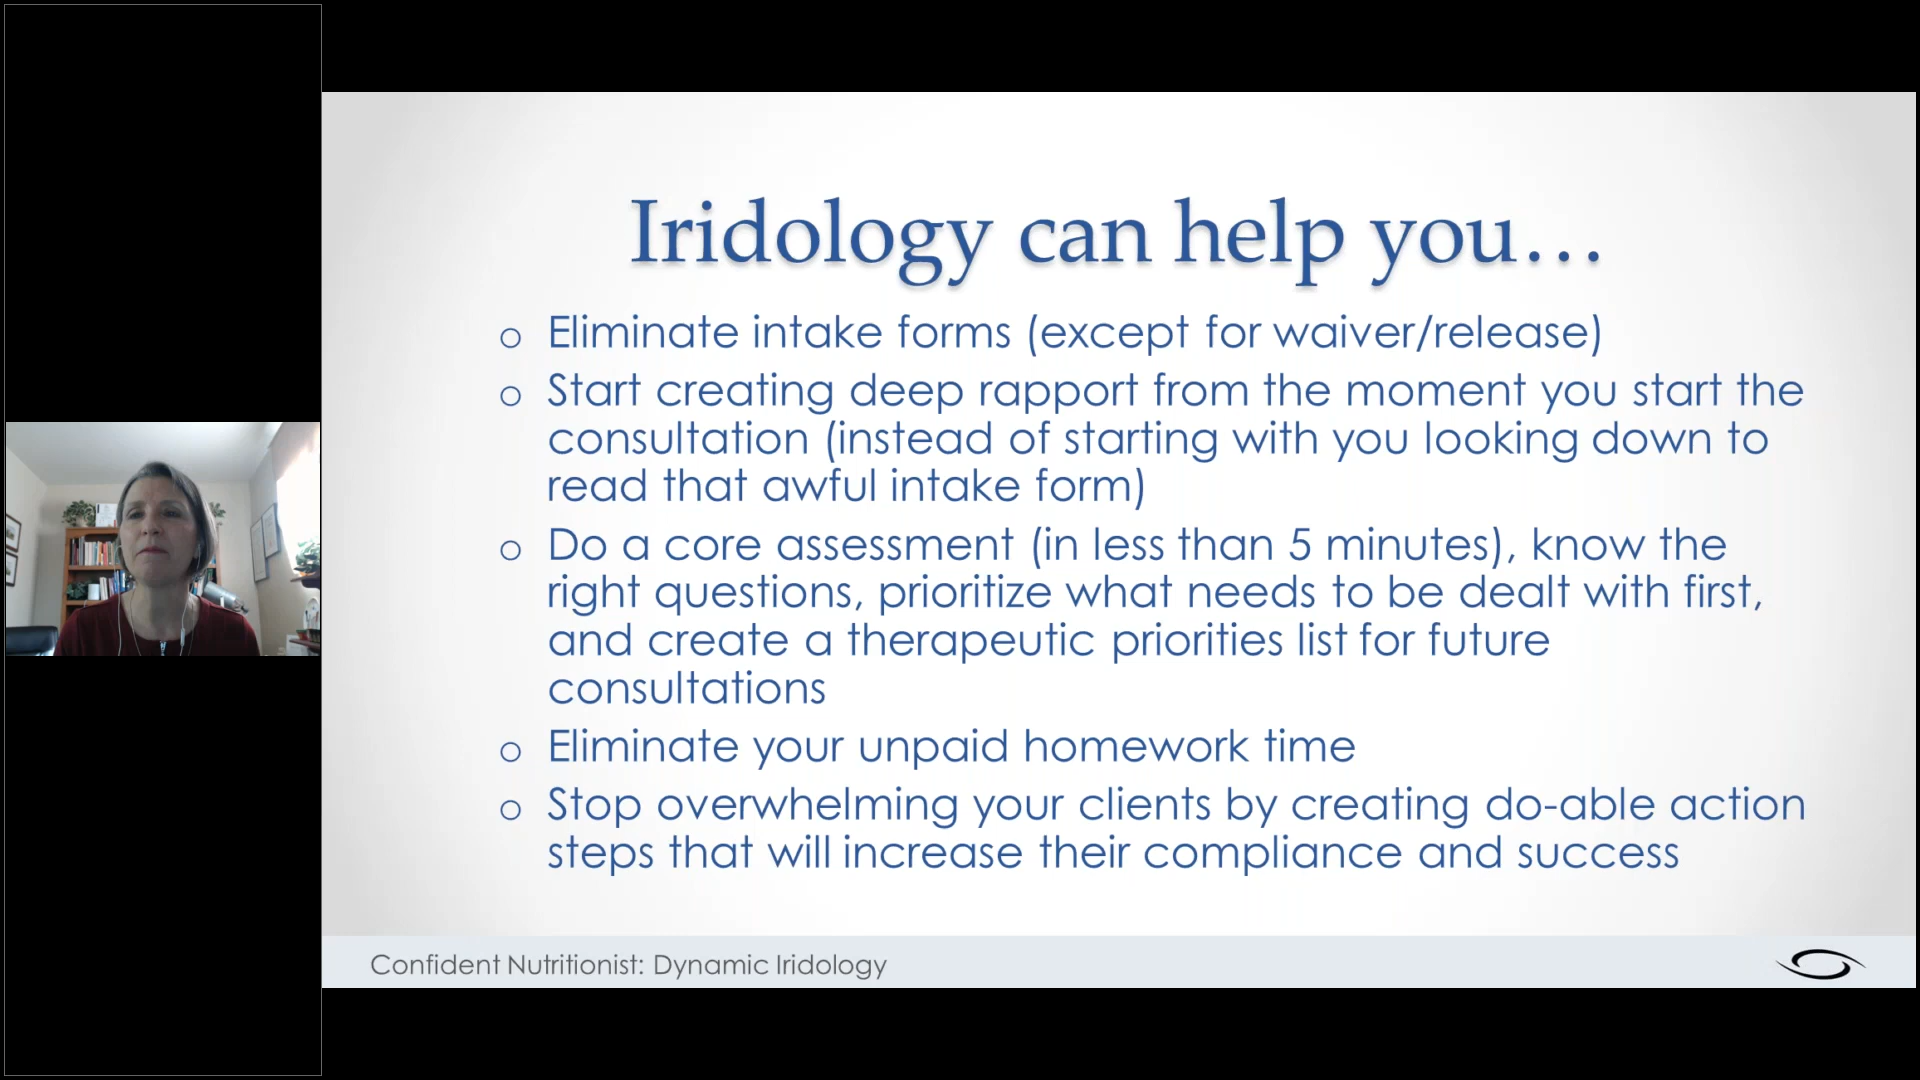 Iridology can help you…
o Eliminate intake forms (except for waiver/release)
o Start creating deep rapport from the moment you start the
consultation (instead of starting with you looking down to
read that awful intake form)
o Do a core assessment (in less than 5 minutes), know the
right questions, prioritize what needs to be dealt with first,
and create a therapeutic priorities list for future
consultations
o Eliminate your unpaid homework time
o Stop overwhelming your clients by creating do-able action
steps that will increase their compliance and success
Confident Nutritionist: Dynamic Iridology